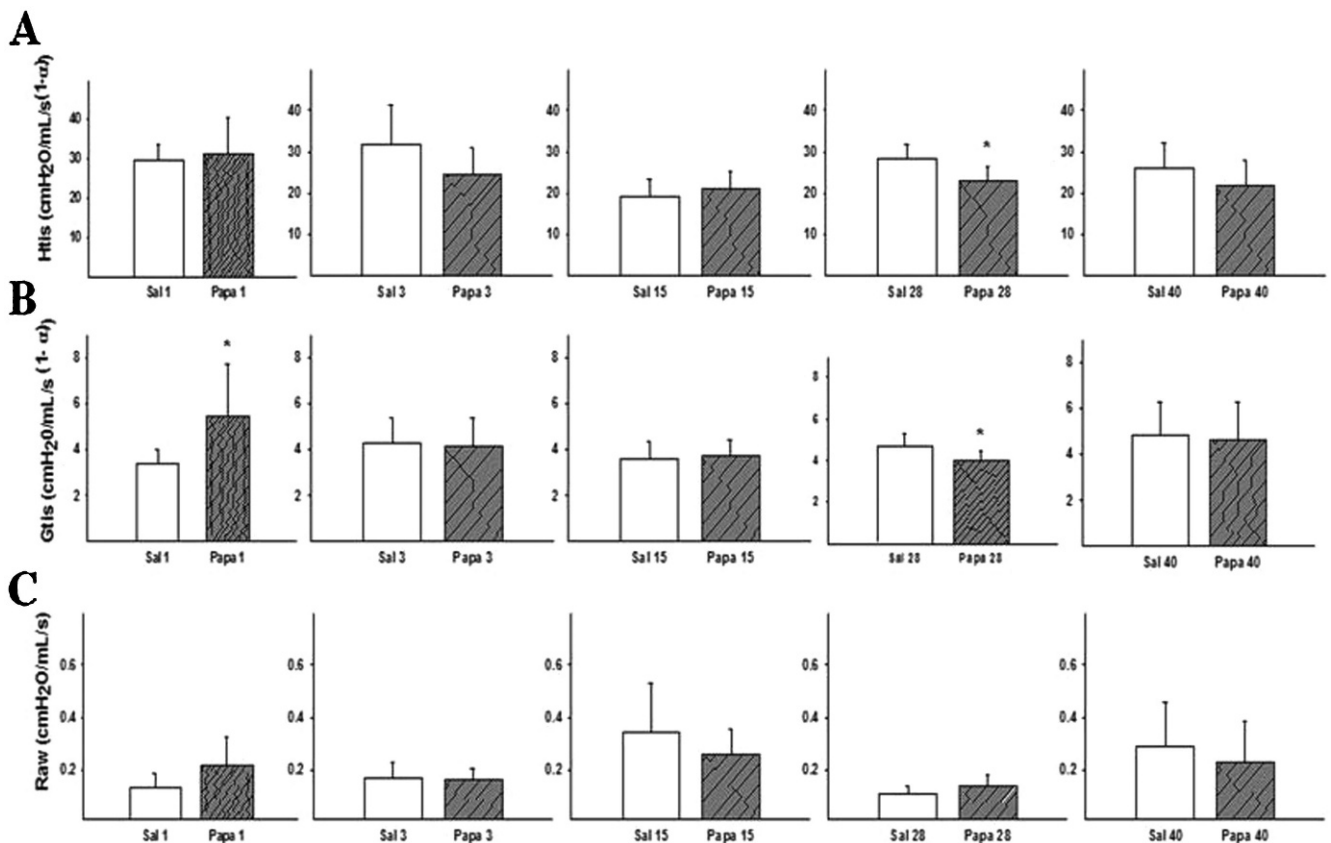 A
Htis (cmH2O/mL/s(1-α)
40 40 40 40 40
30 30 30 30 30
20 20 20 20 20
10 10 10 10 10
*
Sal 1 Papa 1 Sal 3 Papa 3 Sal 15 Papa 15 Sal 28 Papa 28 Sal 40 Papa 40
B
Gtis (cmH20/mL/s (1- α))
8 8 8 8 8
6 6 6 6 6
4 4 4 4 4
2 2 2 2 2
* *
Sal 1 Papa 1 Sal 3 Papa 3 Sal 15 Papa 15 Sal 28 Papa 28 Sal 40 Papa 40
C
Raw (cmH2O/mL/s)
0.6 0.6 0.6 0.6 0.6
0.4 0.4 0.4 0.4 0.4
0.2 0.2 0.2 0.2 0.2
Sal 1 Papa 1 Sal 3 Papa 3 Sal 15 Papa 15 Sal 28 Papa 28 Sal 40 Papa 40